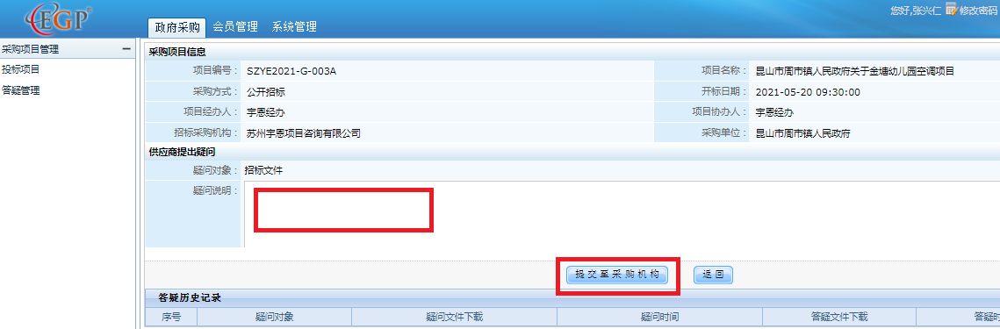 EGP
您好,张兴仁 修改密码
政府采购 会员管理 系统管理
采购项目管理
投标项目
答疑管理
采购项目信息
项目编号： SZYE2021-G-003A 项目名称： 昆山市周市镇人民政府关于金塘幼儿园空调项目
采购方式： 公开招标 开标日期： 2021-05-20 09:30:00
项目经办人： 宇恩经办 项目协办人： 宇恩经办
招标采购机构： 苏州宇恩项目咨询有限公司 采购单位： 昆山市周市镇人民政府
供应商提出疑问
疑问对象： 招标文件
疑问说明：
提交至采购机构 返回
答疑历史记录
序号 疑问对象 疑问文件下载 疑问时间 答疑文件下载 答疑时